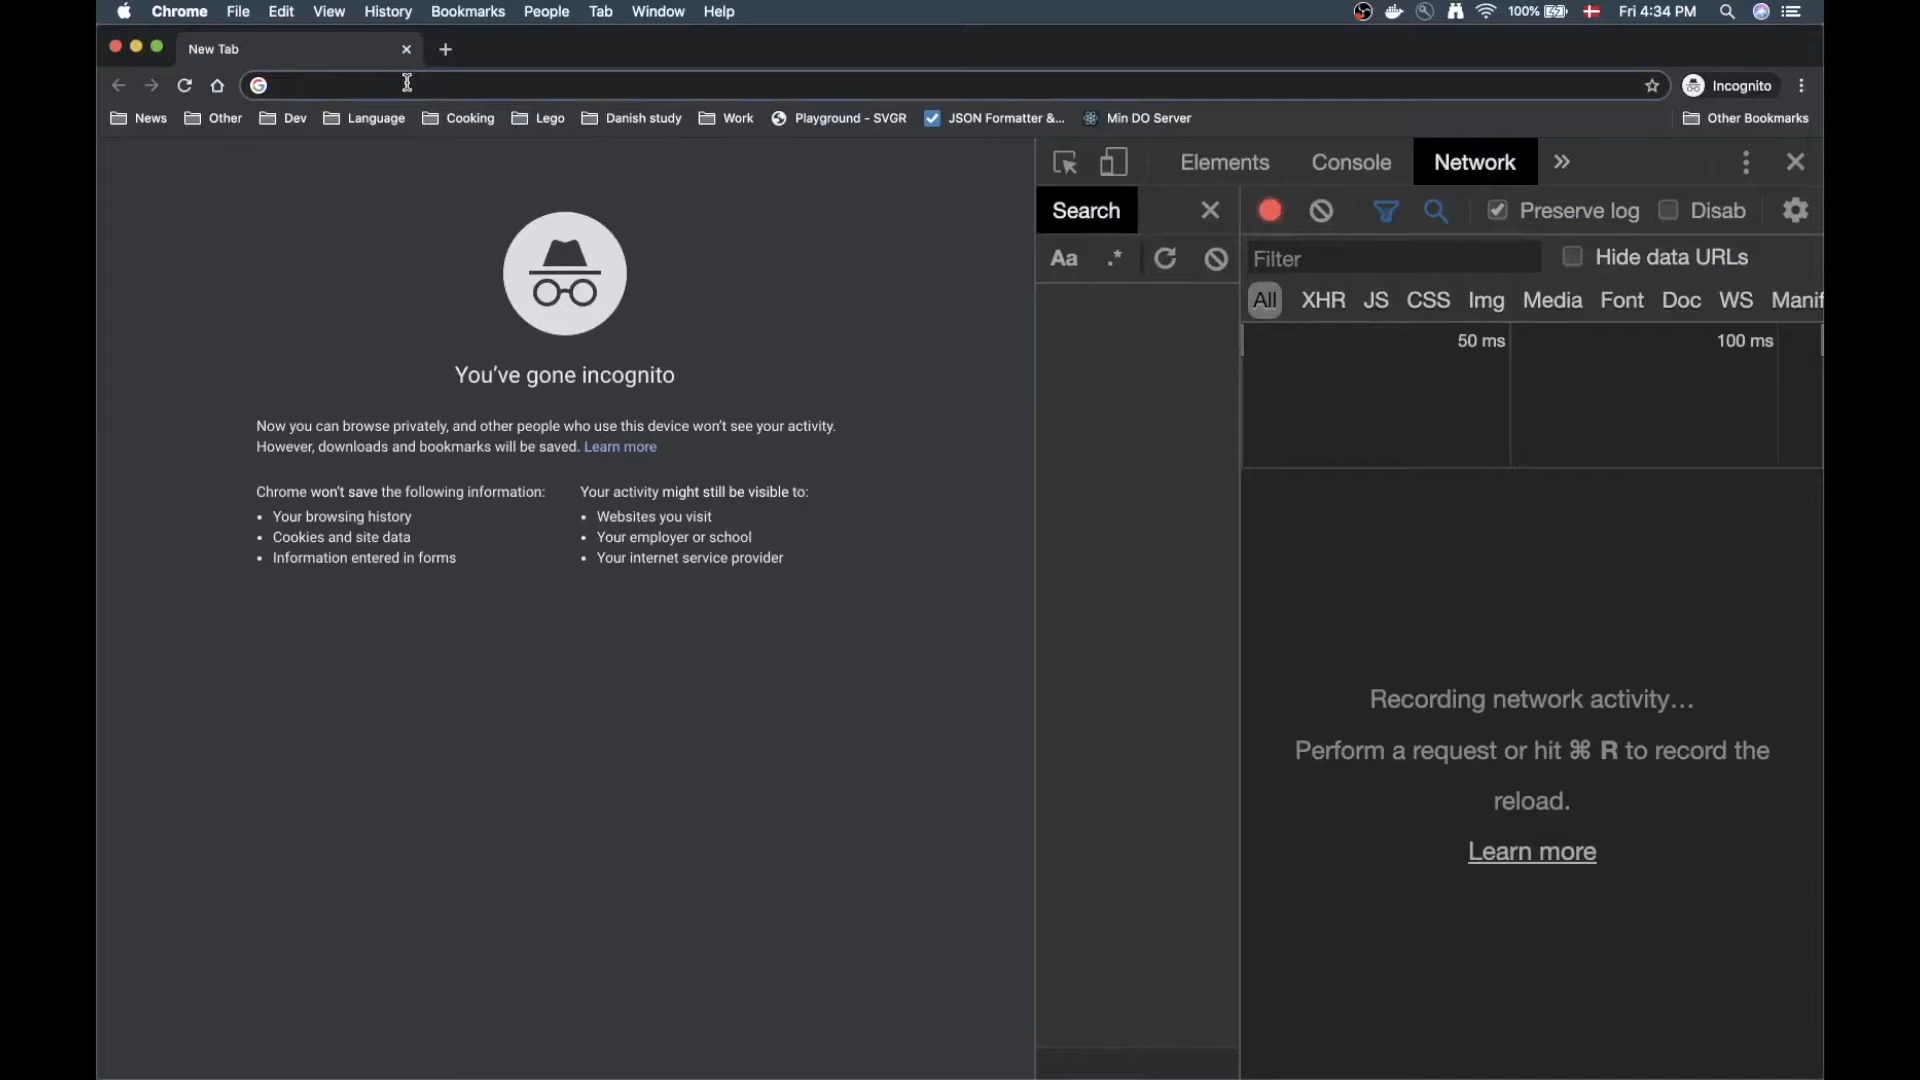 Chrome File Edit View History Bookmarks People Tab Window Help 100% Fri 4:34 PM
New Tab
Incognito
News Other Dev Language Cooking Lego Danish study Work Playground - SVGR JSON Formatter &... Min DO Server Other Bookmarks
Elements Console Network
Search
Preserve log Disab
Aa .*
Filter Hide data URLs
All XHR JS CSS Img Media Font Doc WS Manif
50 ms 100 ms
You've gone incognito
Now you can browse privately, and other people who use this device won't see your activity.
However, downloads and bookmarks will be saved. Learn more
Chrome won't save the following information:
• Your browsing history
• Cookies and site data
• Information entered in forms
Your activity might still be visible to:
• Websites you visit
• Your employer or school
• Your internet service provider
Recording network activity...
Perform a request or hit ⌘ R to record the
reload.
Learn more